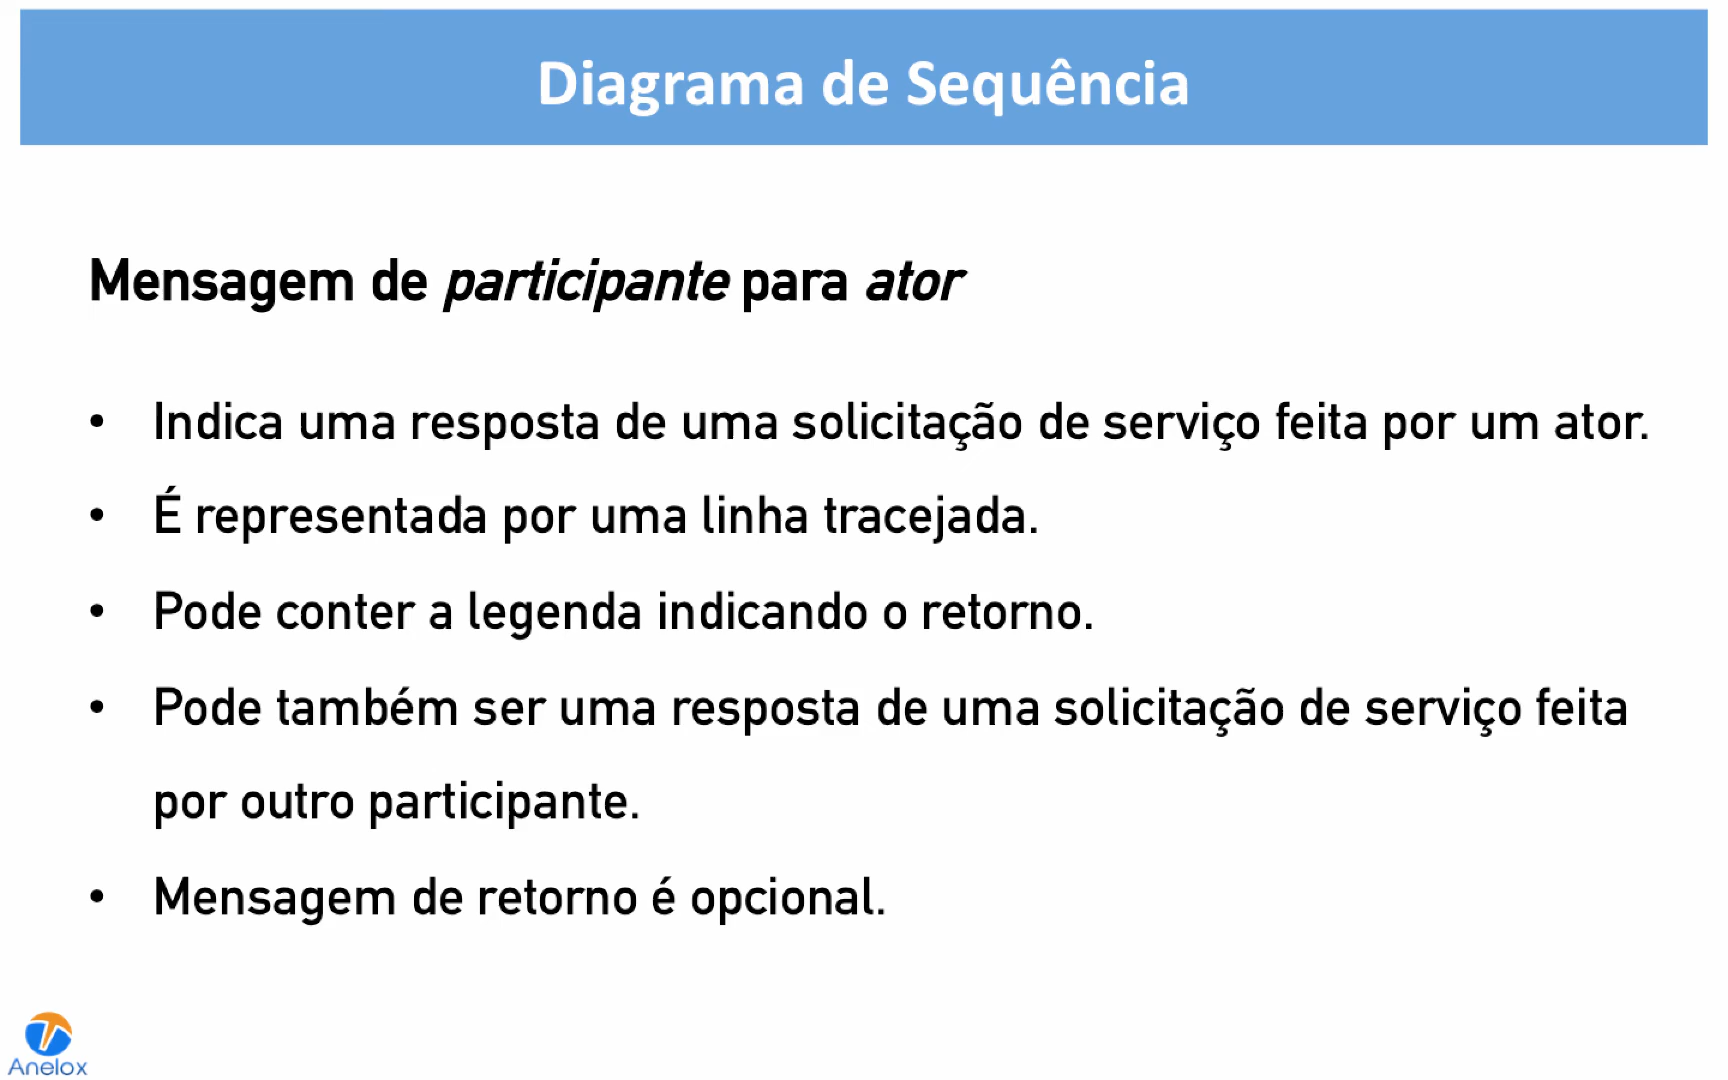 Diagrama de Sequência
Mensagem de participante para ator
• Indica uma resposta de uma solicitação de serviço feita por um ator.
• É representada por uma linha tracejada.
• Pode conter a legenda indicando o retorno.
• Pode também ser uma resposta de uma solicitação de serviço feita
por outro participante.
• Mensagem de retorno é opcional.
Anelox